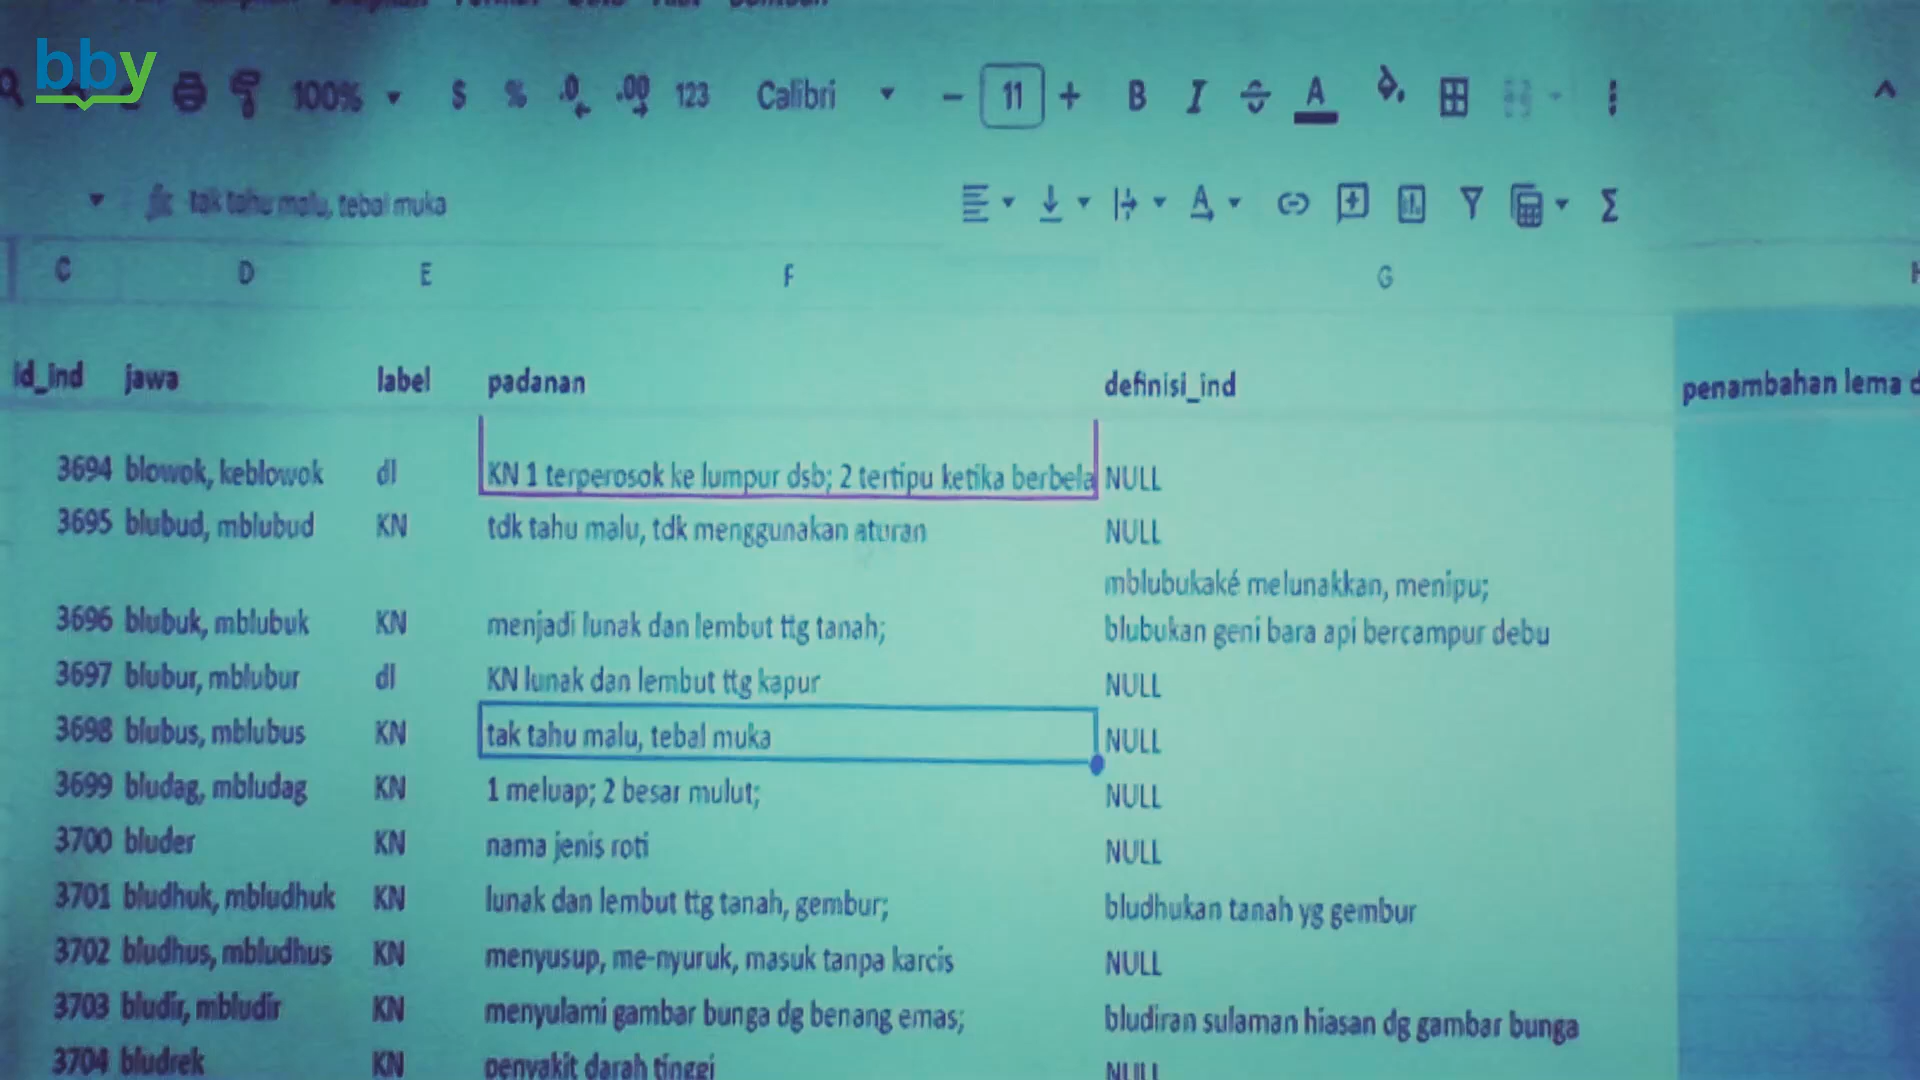 bby
100% $ % .0 .00 123 Calibri - 11 + B I A
fx tak tahu malu, tebal muka
C D E F G H
id_ind jawa label padanan definisi_ind penambahan lema d
3694 blowok, keblowok dl KN 1 terperosok ke lumpur dsb; 2 tertipu ketika berbela NULL
3695 blubud, mblubud KN tdk tahu malu, tdk menggunakan aturan NULL
mblubukaké melunakkan, menipu;
3696 blubuk, mblubuk KN menjadi lunak dan lembut ttg tanah; blubukan geni bara api bercampur debu
3697 blubur, mblubur dl KN lunak dan lembut ttg kapur NULL
3698 blubus, mblubus KN tak tahu malu, tebal muka NULL
3699 bludag, mbludag KN 1 meluap; 2 besar mulut; NULL
3700 bluder KN nama jenis roti NULL
3701 bludhuk, mbludhuk KN lunak dan lembut ttg tanah, gembur; bludhukan tanah yg gembur
3702 bludhus, mbludhus KN menyusup, me-nyuruk, masuk tanpa karcis NULL
3703 bludir, mbludir KN menyulami gambar bunga dg benang emas; bludiran sulaman hiasan dg gambar bunga
3704 bludrek KN penyakit darah tinggi NULL